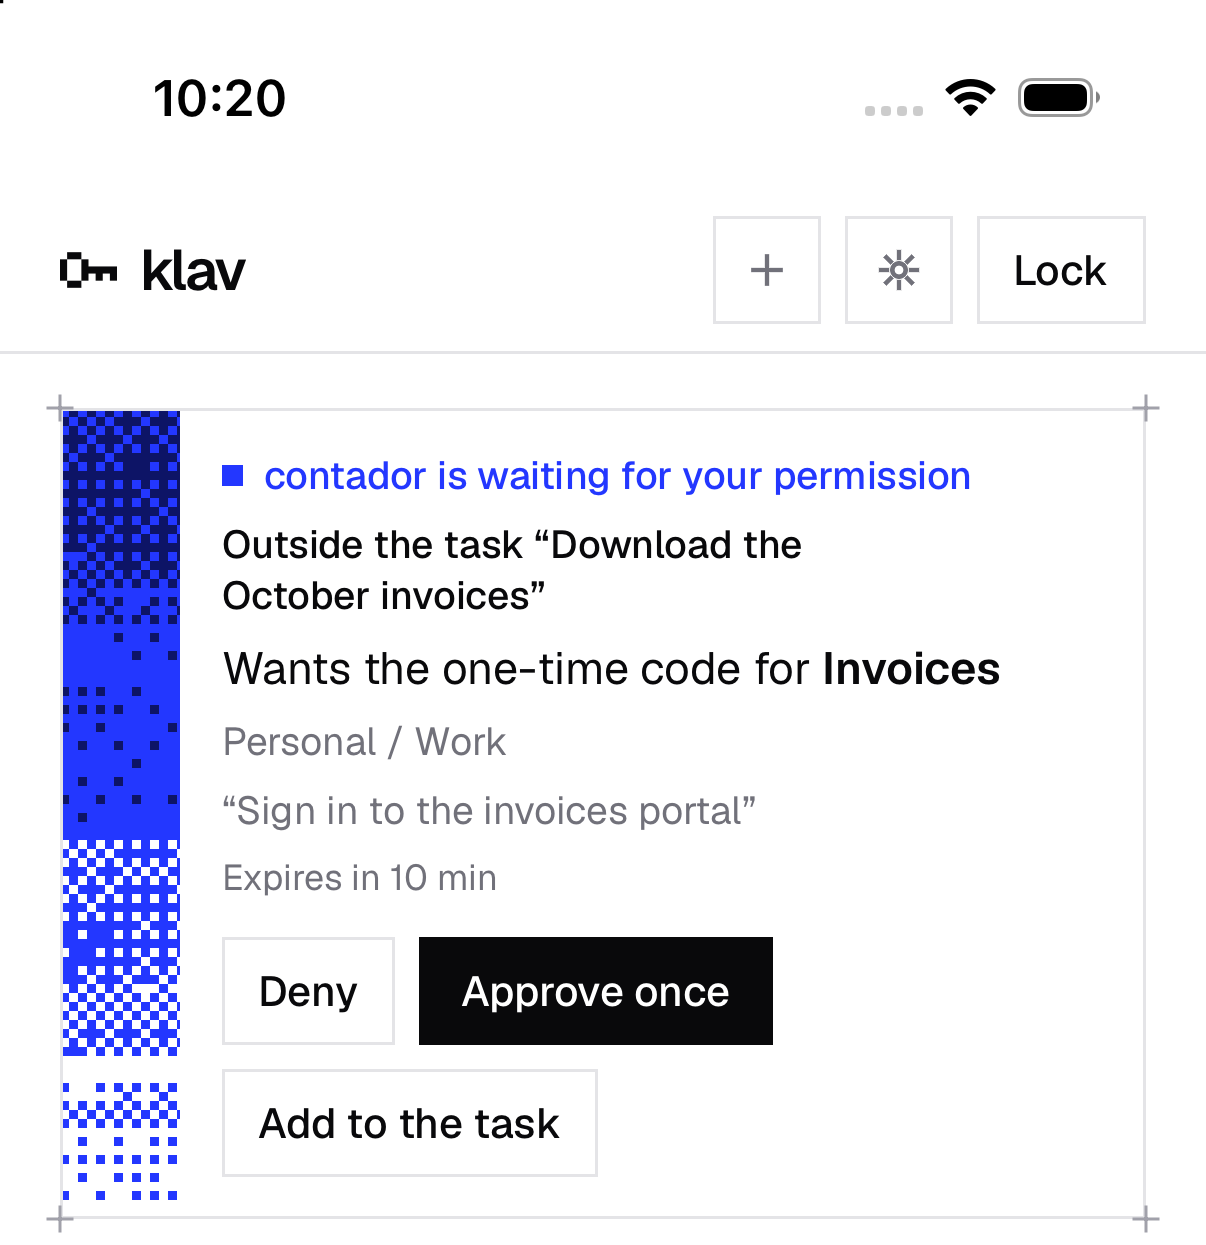 10:20
klav
Lock
contador is waiting for your permission
Outside the task “Download the
October invoices”
Wants the one-time code for Invoices
Personal / Work
“Sign in to the invoices portal”
Expires in 10 min
Deny
Approve once
Add to the task